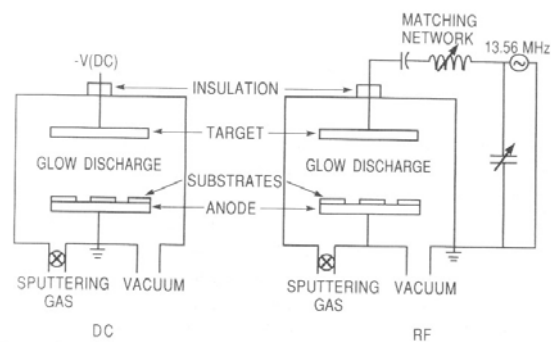 MATCHING
NETWORK
13.56 MHz
-V(DC)
INSULATION
TARGET
GLOW DISCHARGE
GLOW DISCHARGE
SUBSTRATES
ANODE
SPUTTERING
GAS
VACUUM
SPUTTERING
GAS
VACUUM
DC
RF